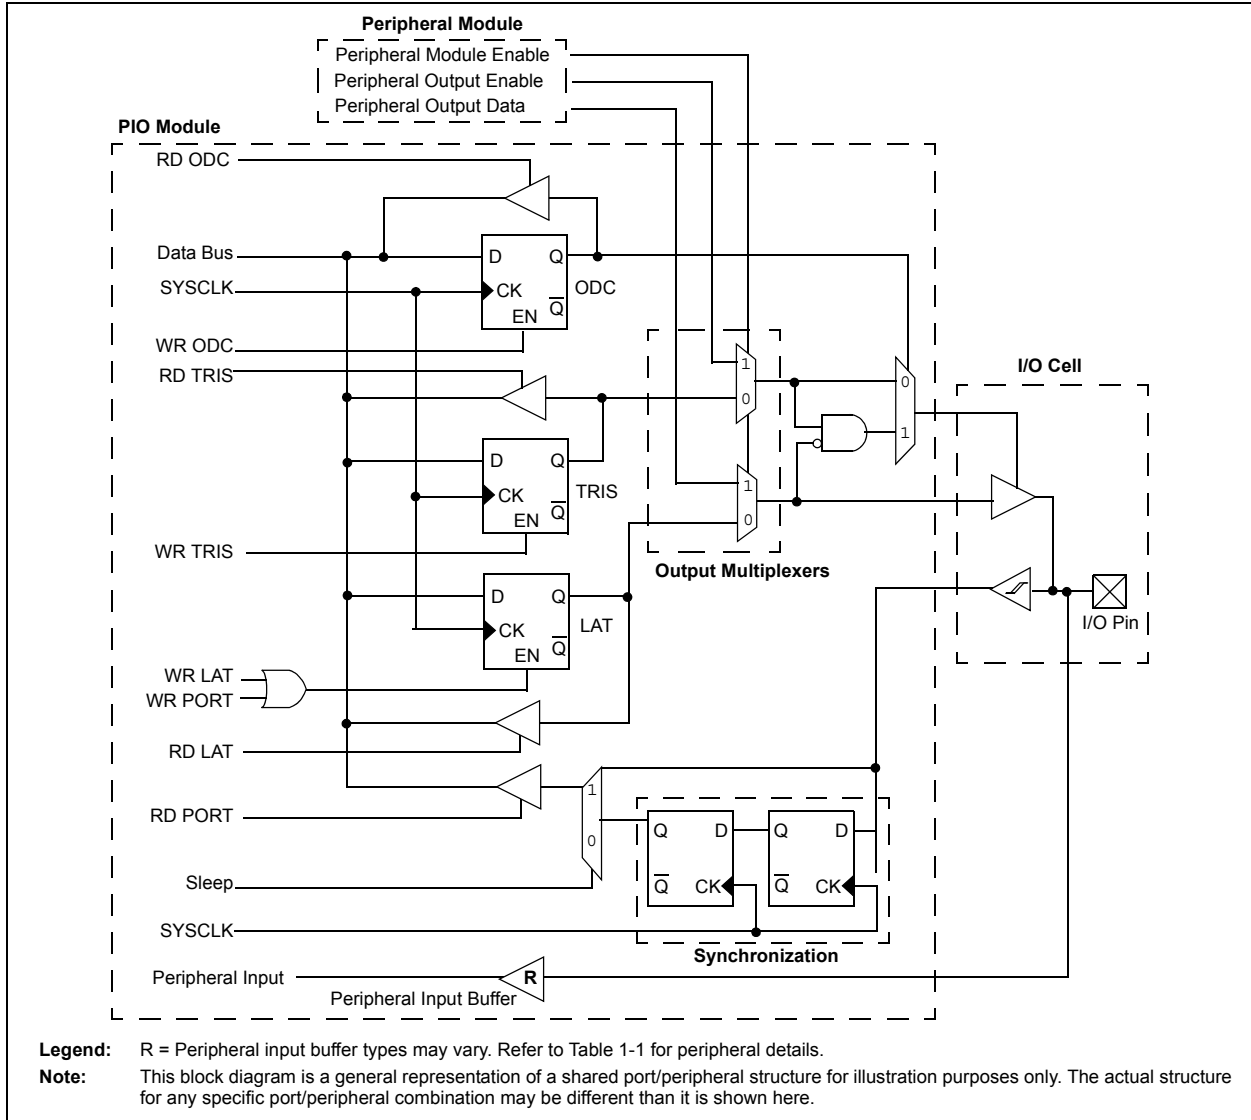 Peripheral Module
Peripheral Module Enable
Peripheral Output Enable
Peripheral Output Data
PIO Module
RD ODC
Data Bus
D
Q
SYSCLK
CK
ODC
Q
EN
WR ODC
RD TRIS
1
0
0
1
I/O Cell
D
Q
CK
TRIS
Q
EN
WR TRIS
1
0
Output Multiplexers
D
Q
CK
LAT
Q
EN
I/O Pin
WR LAT
WR PORT
RD LAT
1
0
RD PORT
Q
D
Q
D
Sleep
Q
CK
Q
CK
SYSCLK
Synchronization
Peripheral Input
R
Peripheral Input Buffer
Legend: R = Peripheral input buffer types may vary. Refer to Table 1-1 for peripheral details.
Note: This block diagram is a general representation of a shared port/peripheral structure for illustration purposes only. The actual structure
for any specific port/peripheral combination may be different than it is shown here.